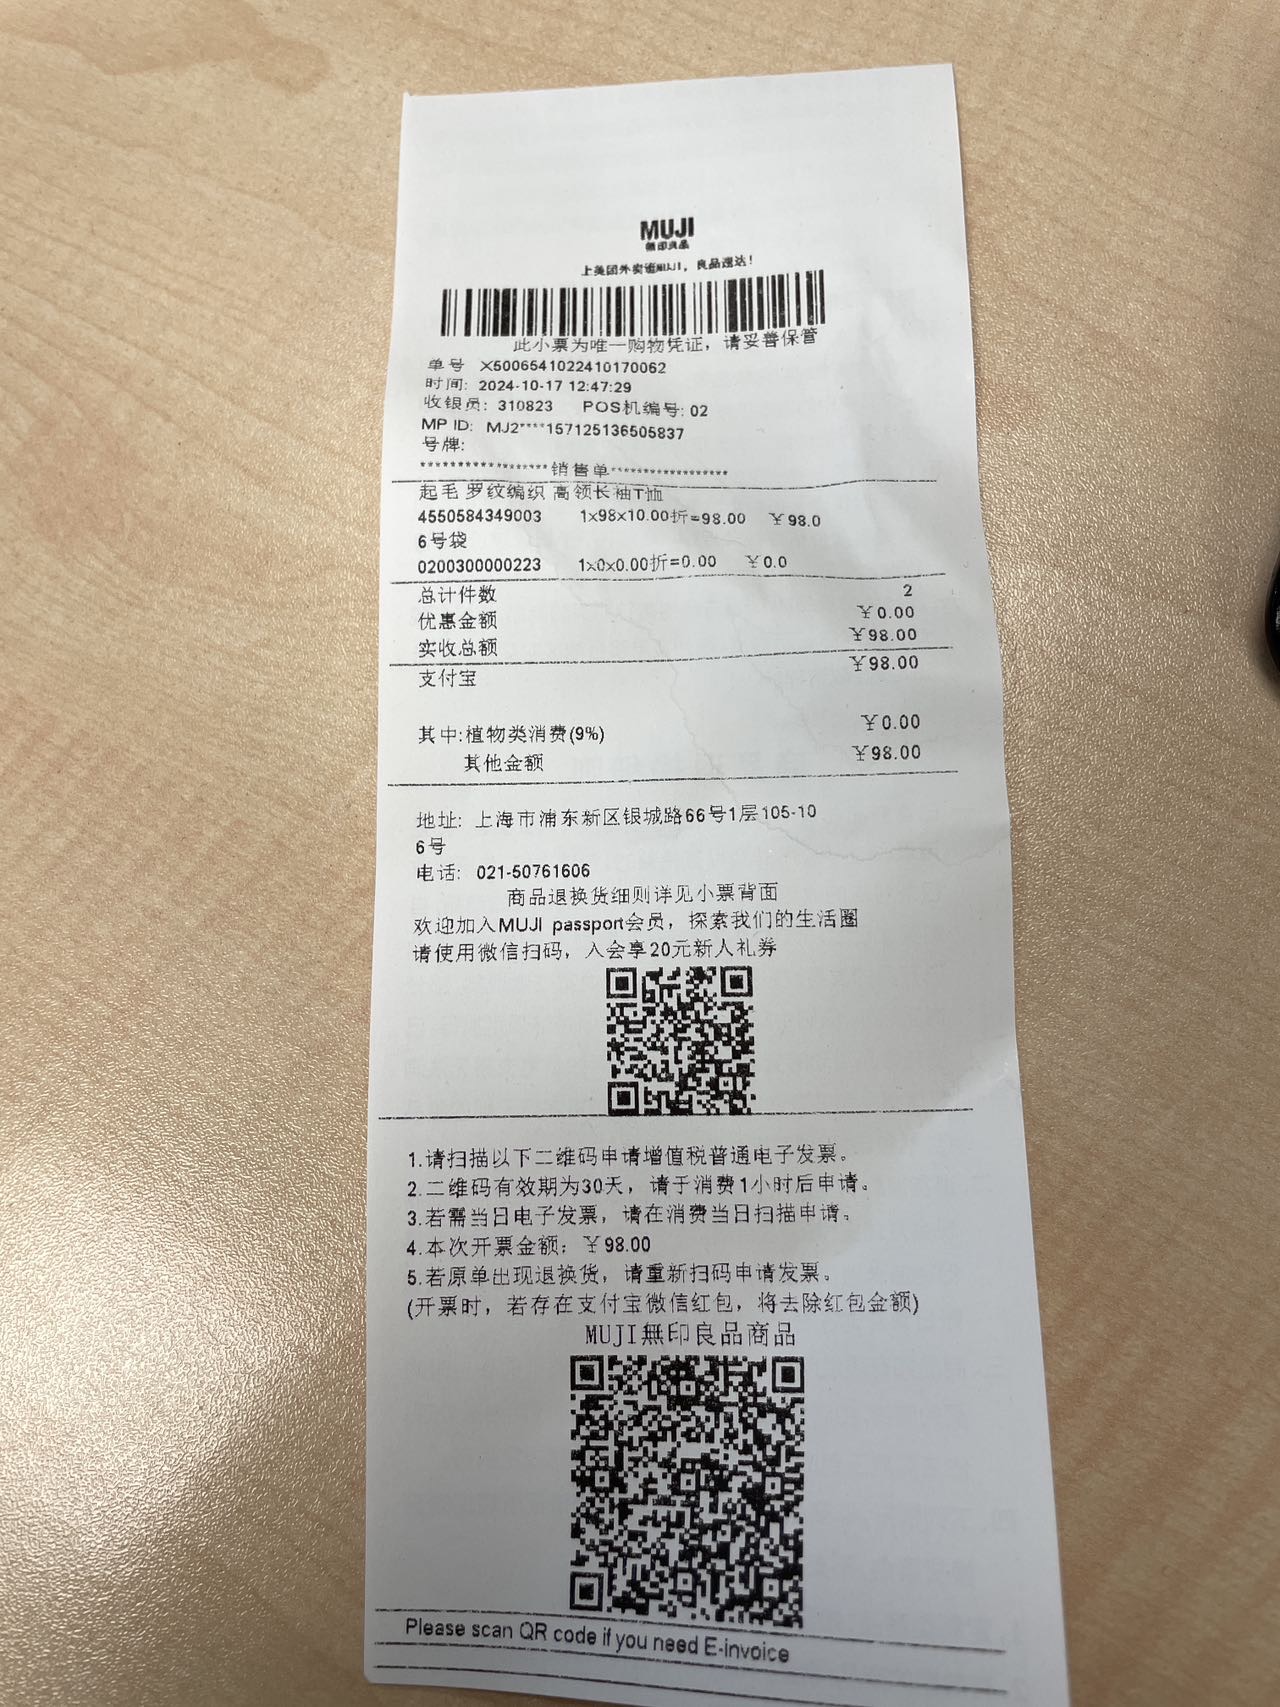 MUJI
無印良品
上美团外卖逛MUJI，良品速达！
此小票为唯一购物凭证，请妥善保管
单号 X5006541022410170062
时间: 2024-10-17 12:47:29
收银员: 310823 POS机编号: 02
MP ID: MJ2****157125136505837
号牌:
******************销售单******************
起毛 罗纹编织 高领长袖T恤
4550584349003 1x98x10.00折=98.00 ￥98.0
6号袋
0200300000223 1x0x0.00折=0.00 ￥0.0
总计件数 2
优惠金额 ￥0.00
实收总额 ￥98.00
支付宝 ￥98.00
其中:植物类消费(9%) ￥0.00
其他金额 ￥98.00
地址: 上海市浦东新区银城路66号1层105-10
6号
电话: 021-50761606
商品退换货细则详见小票背面
欢迎加入MUJI passport会员，探索我们的生活圈
请使用微信扫码，入会享20元新人礼券
1.请扫描以下二维码申请增值税普通电子发票。
2.二维码有效期为30天，请于消费1小时后申请。
3.若需当日电子发票，请在消费当日扫描申请。
4.本次开票金额：￥98.00
5.若原单出现退换货，请重新扫码申请发票。
(开票时，若存在支付宝微信红包，将去除红包金额)
MUJI無印良品商品
Please scan QR code if you need E-invoice